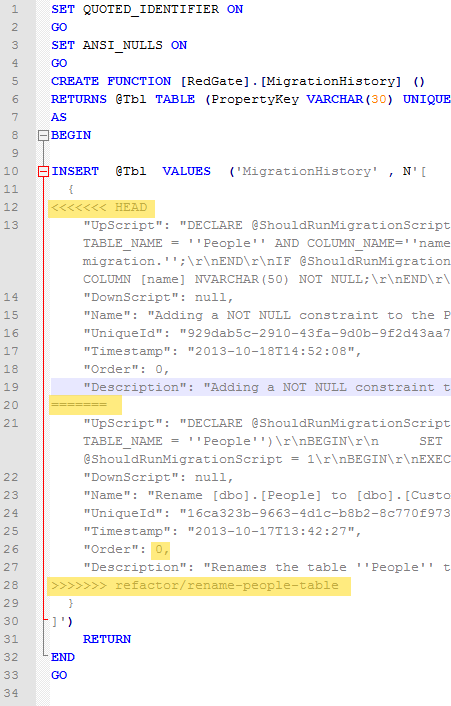 1 SET QUOTED_IDENTIFIER ON
2 GO
3 SET ANSI_NULLS ON
4 GO
5 CREATE FUNCTION [RedGate].[MigrationHistory] ()
6 RETURNS @Tbl TABLE (PropertyKey VARCHAR(30) UNIQUE
7 AS
8 BEGIN
9
10 INSERT @Tbl VALUES ('MigrationHistory' , N'[
11 {
12 <<<<<<< HEAD
13 "UpScript": "DECLARE @ShouldRunMigrationScript
TABLE_NAME = ''People'' AND COLUMN_NAME=''name
migration.'';\r\nEND\r\nIF @ShouldRunMigration
COLUMN [name] NVARCHAR(50) NOT NULL;\r\nEND\r\
14 "DownScript": null,
15 "Name": "Adding a NOT NULL constraint to the P
16 "UniqueId": "929dab5c-2910-43fa-9d0b-9f2d43aa7
17 "Timestamp": "2013-10-18T14:52:08",
18 "Order": 0,
19 "Description": "Adding a NOT NULL constraint t
20 =======
21 "UpScript": "DECLARE @ShouldRunMigrationScript
TABLE_NAME = ''People'')\r\nBEGIN\r\n SET
@ShouldRunMigrationScript = 1\r\nBEGIN\r\nEXEC
22 "DownScript": null,
23 "Name": "Rename [dbo].[People] to [dbo].[Custo
24 "UniqueId": "16ca323b-9663-4d1c-b8b2-8c770f973
25 "Timestamp": "2013-10-17T13:42:27",
26 "Order": 0,
27 "Description": "Renames the table ''People'' t
28 >>>>>>> refactor/rename-people-table
29 }
30 ]')
31 RETURN
32 END
33 GO
34